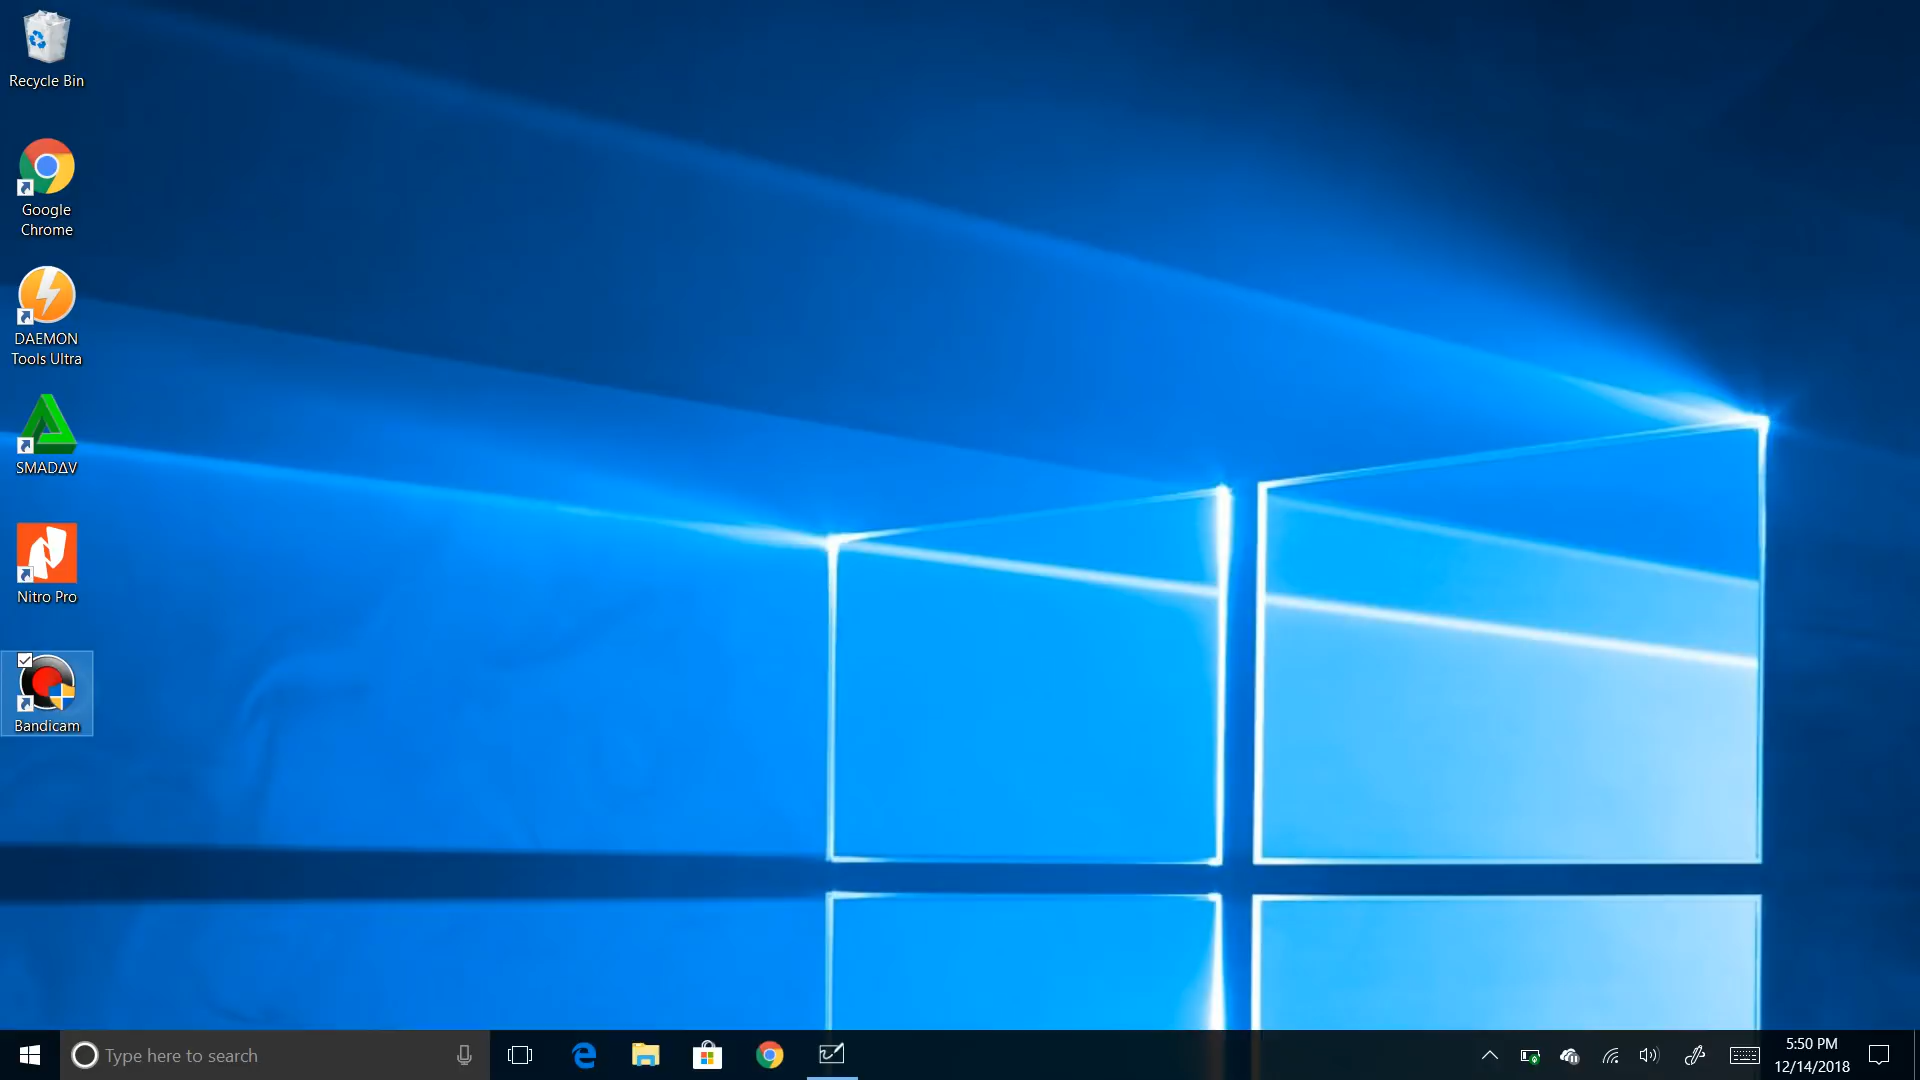 Recycle Bin
Google
Chrome
DAEMON
Tools Ultra
SMADΔV
Nitro Pro
Bandicam
Type here to search
5:50 PM
12/14/2018